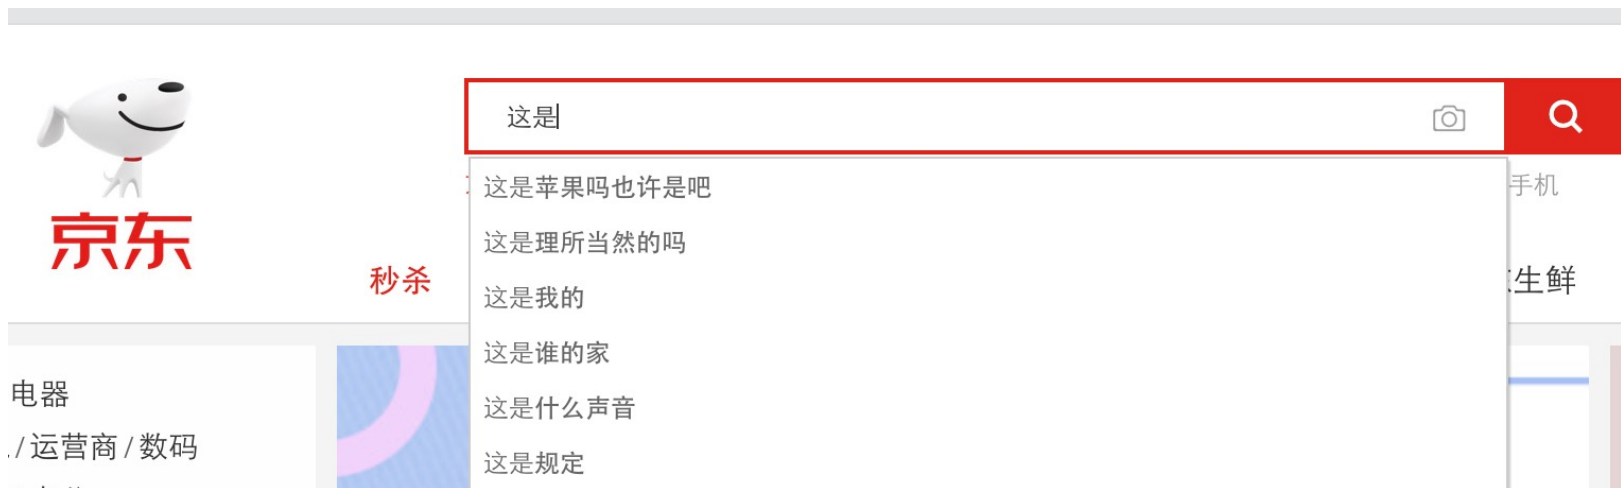 这是
京东
秒杀
手机
生鲜
这是苹果吗也许是吧
这是理所当然的吗
这是我的
这是谁的家
这是什么声音
这是规定
电器
/运营商/数码